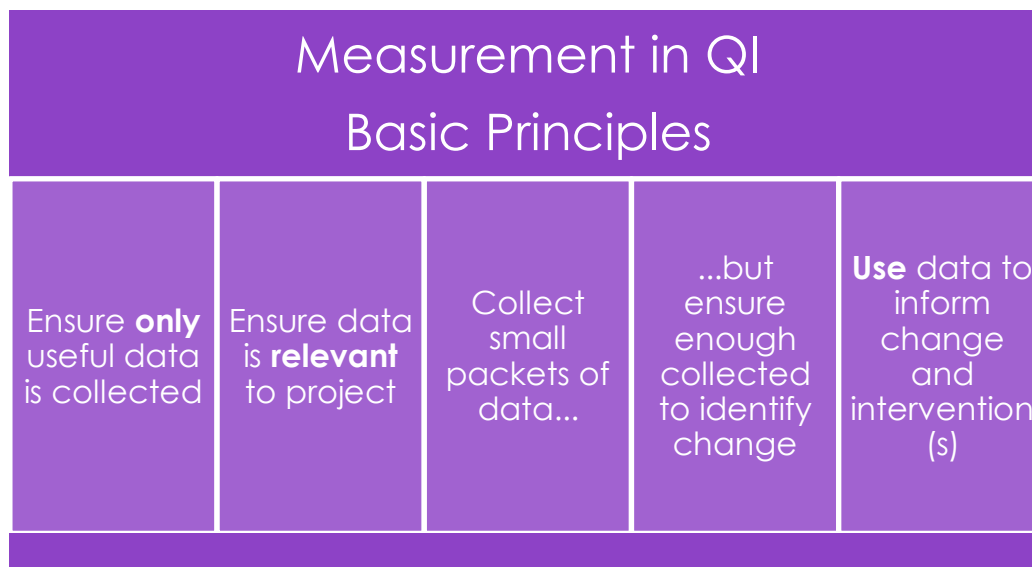 Measurement in QI
Basic Principles
Ensure only
useful data
is collected
Ensure data
is relevant
to project
Collect
small
packets of
data...
...but
ensure
enough
collected
to identify
change
Use data to
inform
change
and
intervention
(s)